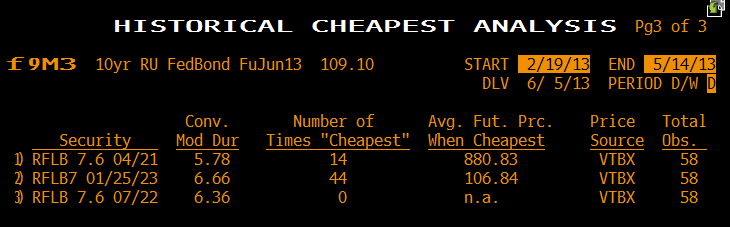 HISTORICAL CHEAPEST ANALYSIS Pg3 of 3
f9M3 10yr RU FedBond FuJun13 109.10 START 2/19/13 END 5/14/13
DLV 6/ 5/13 PERIOD D/W D
Conv. Number of Avg. Fut. Prc. Price Total
Security Mod Dur Times "Cheapest" When Cheapest Source Obs.
1) RFLB 7.6 04/21 5.78 14 880.83 VTBX 58
2) RFLB7 01/25/23 6.66 44 106.84 VTBX 58
3) RFLB 7.6 07/22 6.36 0 n.a. VTBX 58